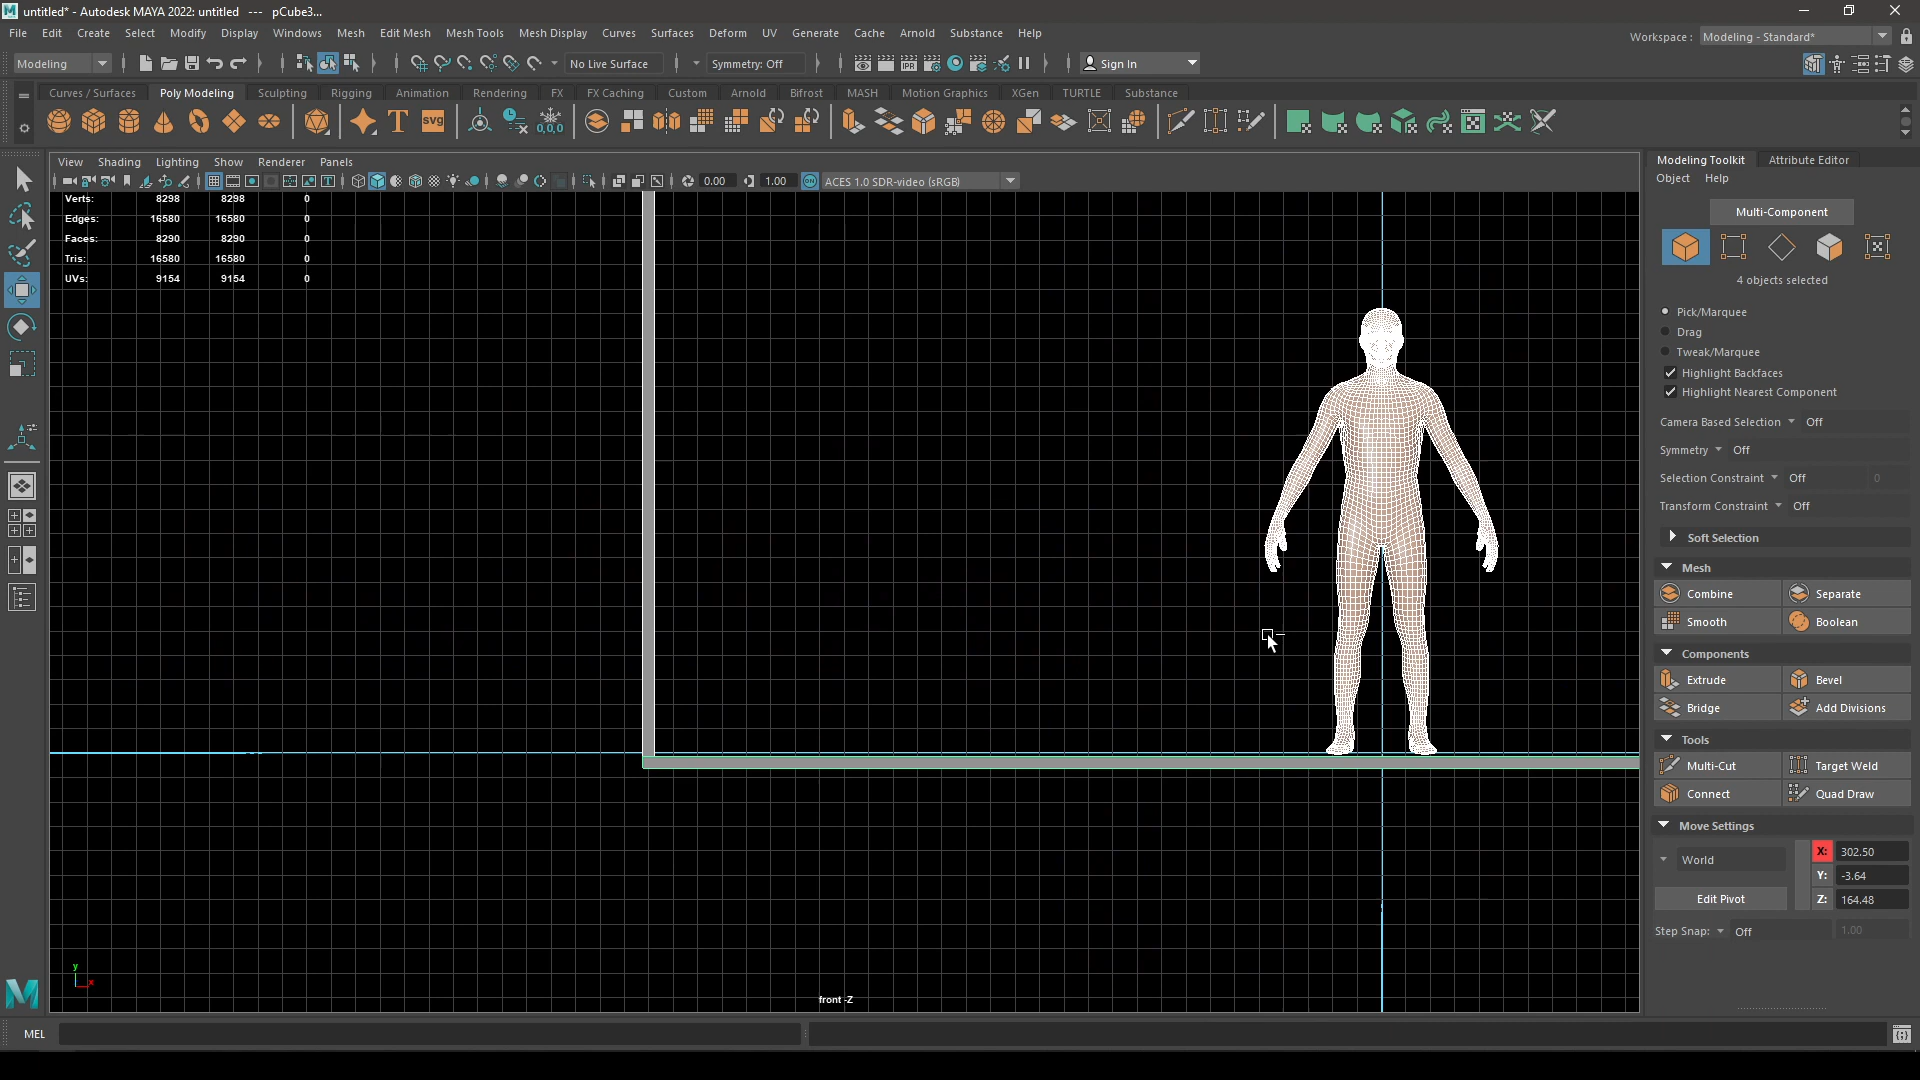 untitled* - Autodesk MAYA 2022: untitled --- pCube3...
File Edit Create Select Modify Display Windows Mesh Edit Mesh Mesh Tools Mesh Display Curves Surfaces Deform UV Generate Cache Arnold Substance Help
Workspace : Modeling - Standard*
Modeling No Live Surface Symmetry: Off IPR Sign In
Curves / Surfaces Poly Modeling Sculpting Rigging Animation Rendering FX FX Caching Custom Arnold Bifrost MASH Motion Graphics XGen TURTLE Substance
T svg 0,0,0
View Shading Lighting Show Renderer Panels
0.00 1.00 ON ACES 1.0 SDR-video (sRGB)
Verts: 8298 8298 0
Edges: 16580 16580 0
Faces: 8290 8290 0
Tris: 16580 16580 0
UVs: 9154 9154 0
y
x
front -Z
M
Modeling Toolkit Attribute Editor
Object Help
Multi-Component
4 objects selected
Pick/Marquee
Drag
Tweak/Marquee
Highlight Backfaces
Highlight Nearest Component
Camera Based Selection Off
Symmetry Off
Selection Constraint Off 0
Transform Constraint Off
Soft Selection
Mesh
Combine Separate
Smooth Boolean
Components
Extrude Bevel
Bridge Add Divisions
Tools
Multi-Cut Target Weld
Connect Quad Draw
Move Settings
X: 302.50
World
Y: -3.64
Edit Pivot Z: 164.48
Step Snap: Off 1.00
MEL